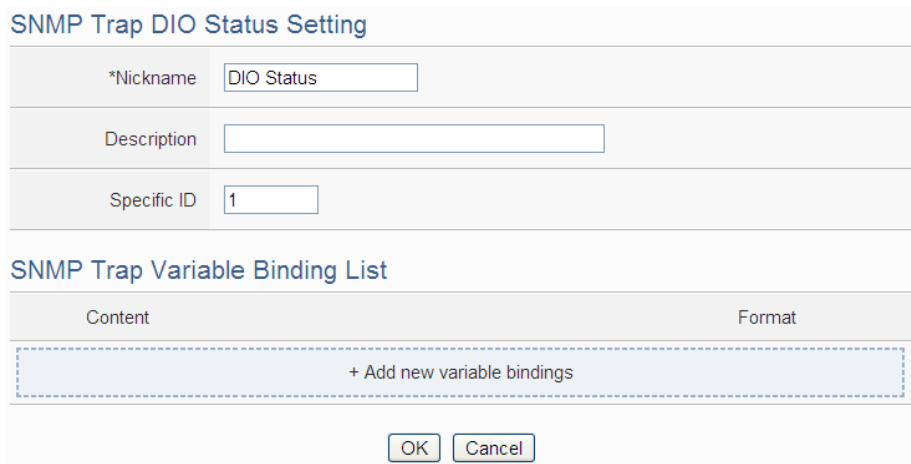 SNMP Trap DIO Status Setting
*Nickname DIO Status
Description
Specific ID 1
SNMP Trap Variable Binding List
Content Format
+ Add new variable bindings
OK Cancel